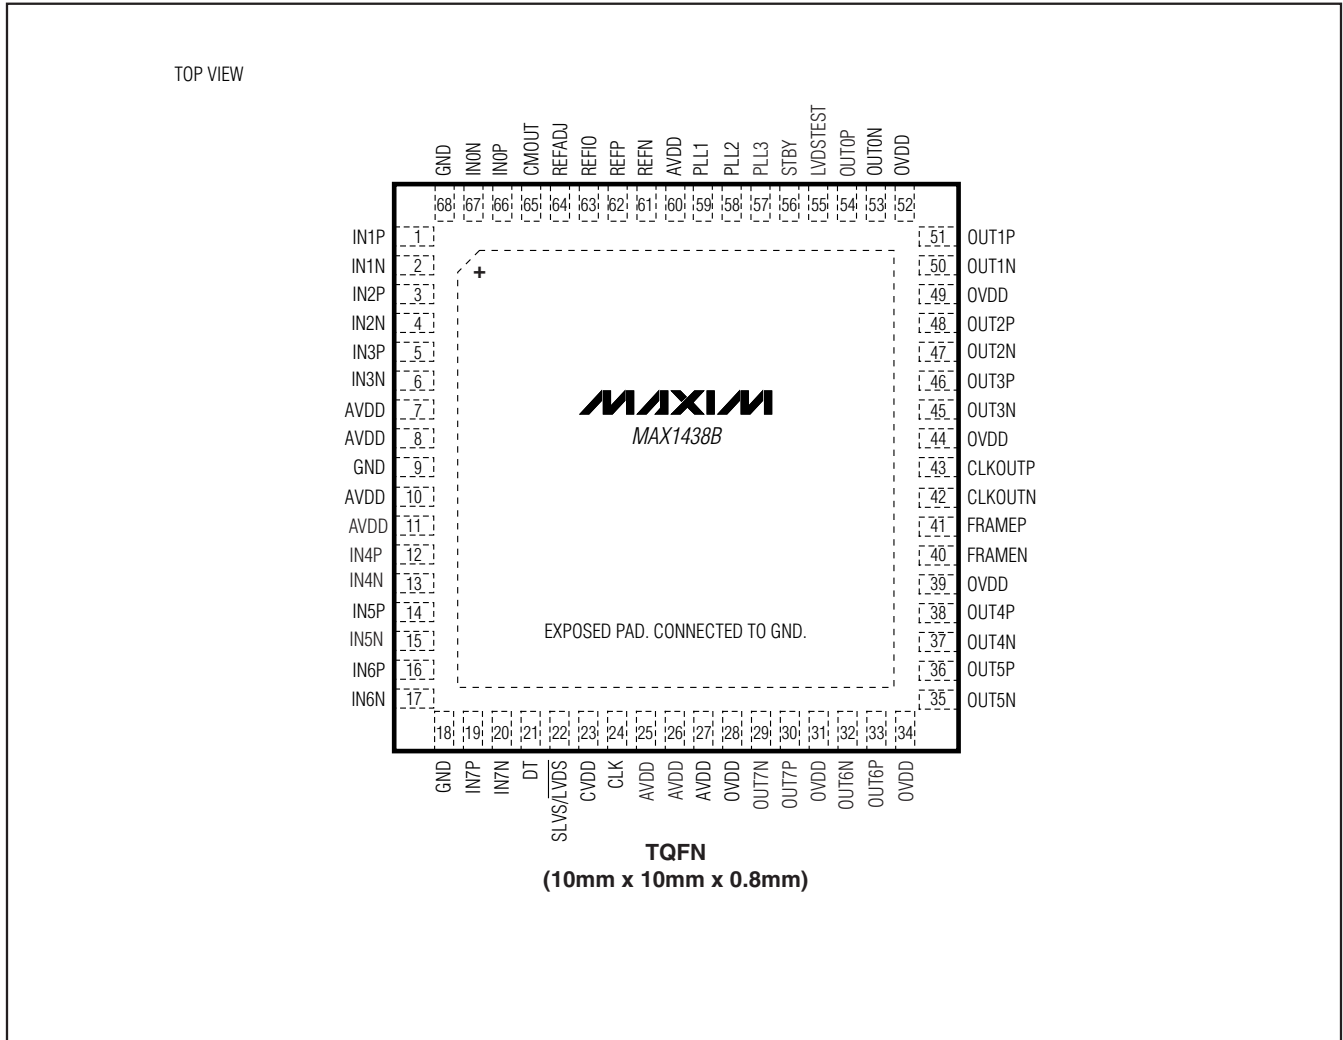 TOP VIEW
GND
IN0N
IN0P
CMOUT
REFADJ
REFIO
REFP
REFN
AVDD
PLL1
PLL2
PLL3
STBY
LVDSTEST
OUT0P
OUT0N
OVDD
68 67 66 65 64 63 62 61 60 59 58 57 56 55 54 53 52
IN1P 1
IN1N 2
IN2P 3
IN2N 4
IN3P 5
IN3N 6
AVDD 7
AVDD 8
GND 9
AVDD 10
AVDD 11
IN4P 12
IN4N 13
IN5P 14
IN5N 15
IN6P 16
IN6N 17
+
MAXIM
MAX1438B
EXPOSED PAD. CONNECTED TO GND.
51 OUT1P
50 OUT1N
49 OVDD
48 OUT2P
47 OUT2N
46 OUT3P
45 OUT3N
44 OVDD
43 CLKOUTP
42 CLKOUTN
41 FRAMEP
40 FRAMEN
39 OVDD
38 OUT4P
37 OUT4N
36 OUT5P
35 OUT5N
18 19 20 21 22 23 24 25 26 27 28 29 30 31 32 33 34
GND
IN7P
IN7N
DT
SLVS/LVDS
CVDD
CLK
AVDD
AVDD
AVDD
OVDD
OUT7N
OUT7P
OVDD
OUT6N
OUT6P
OVDD
TQFN
(10mm x 10mm x 0.8mm)